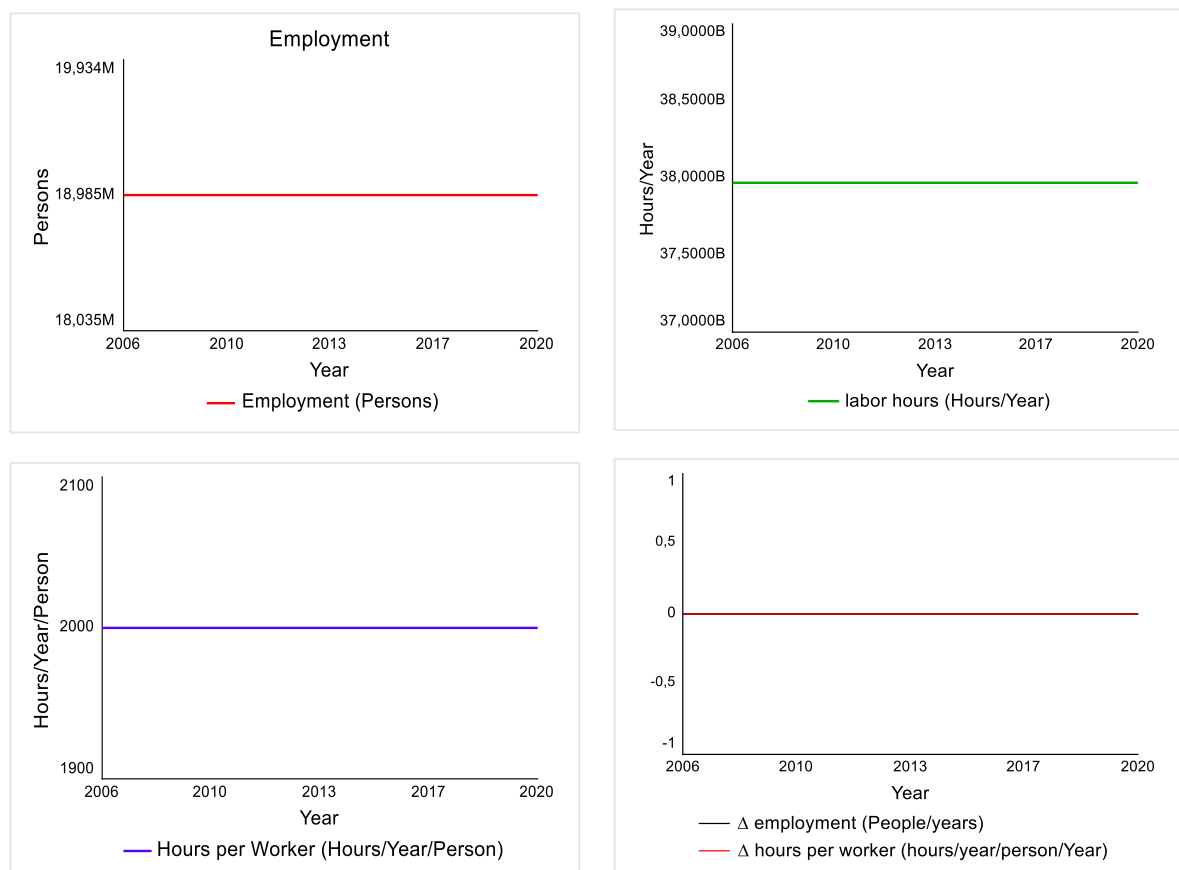 Employment
19,934M
18,985M
18,035M
Persons
2006 2010 2013 2017 2020
Year
Employment (Persons)
39,0000B
38,5000B
38,0000B
37,5000B
37,0000B
Hours/Year
2006 2010 2013 2017 2020
Year
labor hours (Hours/Year)
2100
2000
1900
Hours/Year/Person
2006 2010 2013 2017 2020
Year
Hours per Worker (Hours/Year/Person)
1
0,5
0
-0,5
-1
2006 2010 2013 2017 2020
Year
Δ employment (People/years)
Δ hours per worker (hours/year/person/Year)